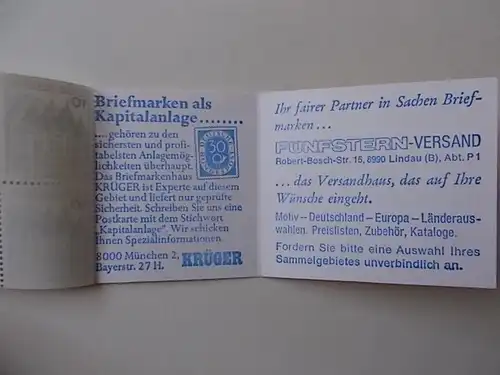 Briefmarken als
Kapitalanlage........
....gehören zu den
sichersten und profi-
tabelsten Anlagemög-
lichkeiten überhaupt.
Das Briefmarkenhaus
KRÜGER ist Experte auf diesem
Gebiet und liefert nur geprüfte
Sicherheit. Schreiben Sie uns eine
Postkarte mit dem Stichwort
„Kapitalanlage". Wir schicken
Ihnen Spezialinformationen.
8000 München 2,
Bayerstr. 27 H. KRÜGER
30
Ihr fairer Partner in Sachen Brief-
marken...
FÜNFSTERN-VERSAND
Robert-Bosch-Str. 15, 8990 Lindau (B), Abt. P 1
...das Versandhaus, das auf Ihre
Wünsche eingeht.
Motiv – Deutschland – Europa – Länderaus-
wahlen. Preislisten, Zubehör, Kataloge.
Fordern Sie bitte eine Auswahl Ihres
Sammelgebietes unverbindlich an.